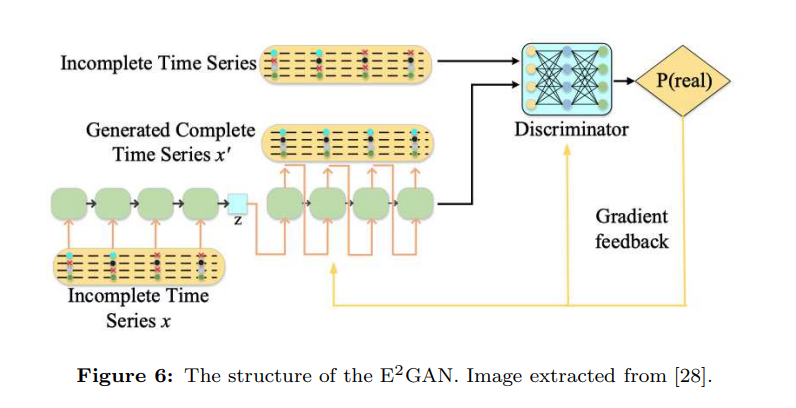 Incomplete Time Series
P(real)
Discriminator
Generated Complete
Time Series x′
z
Gradient
feedback
Incomplete Time
Series x
Figure 6: The structure of the E²GAN. Image extracted from [28].